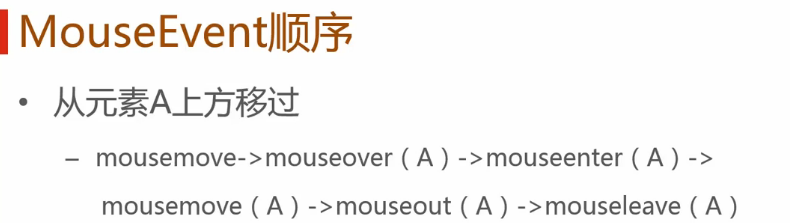 MouseEvent顺序
• 从元素A上方移过
– mousemove->mouseover（A）->mouseenter（A）->
mousemove（A）->mouseout（A）->mouseleave（A）